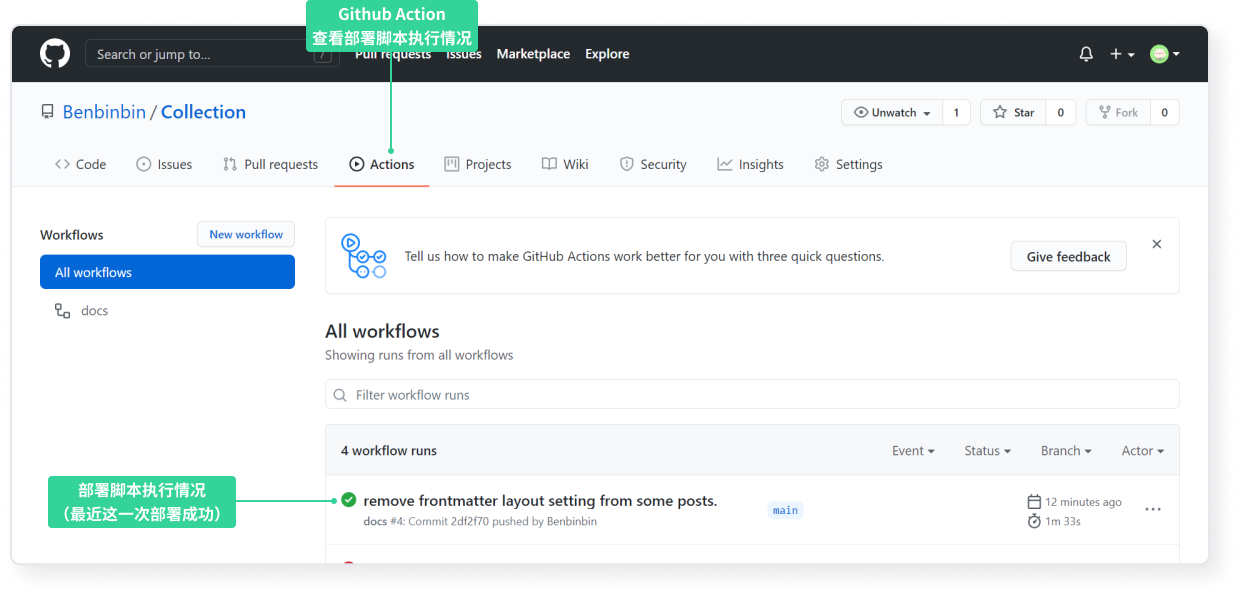 Github Action
查看部署脚本执行情况
Search or jump to... /
Pull requests Issues Marketplace Explore
Benbinbin / Collection
Unwatch 1 Star 0 Fork 0
Code Issues Pull requests Actions Projects Wiki Security Insights Settings
Workflows
New workflow
All workflows
docs
Tell us how to make GitHub Actions work better for you with three quick questions.
Give feedback
All workflows
Showing runs from all workflows
Filter workflow runs
4 workflow runs
Event Status Branch Actor
部署脚本执行情况
（最近这一次部署成功）
remove frontmatter layout setting from some posts.
docs #4: Commit 2df2f70 pushed by Benbinbin
main
12 minutes ago
1m 33s